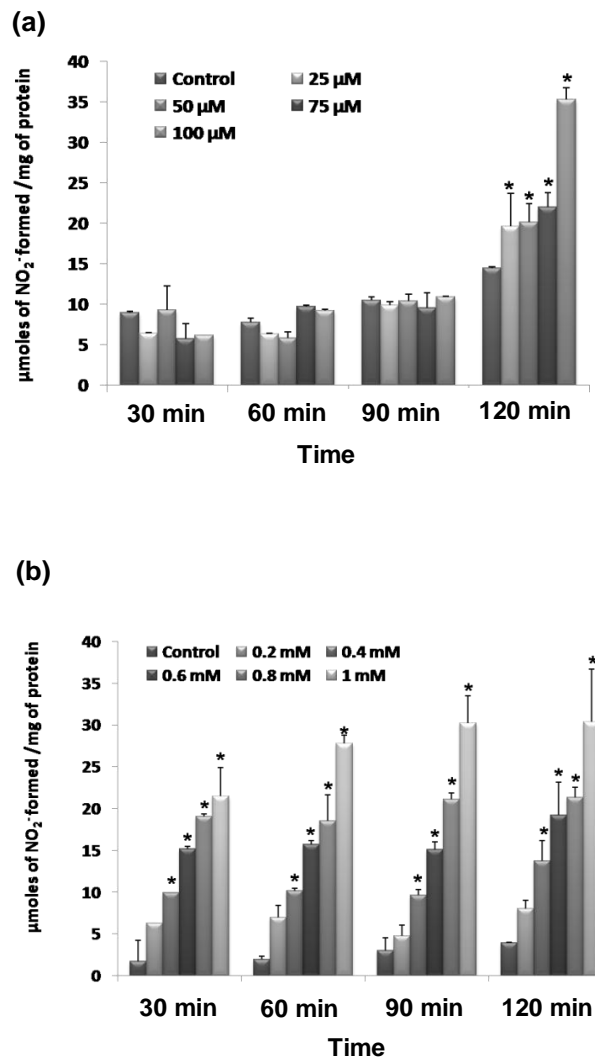 (a)
40
35
30
25
20
15
10
5
0
µmoles of NO₂⁻formed /mg of protein
Control 25 µM
50 µM 75 µM
100 µM
* * * *
30 min 60 min 90 min 120 min
Time
(b)
40
35
30
25
20
15
10
5
0
µmoles of NO₂⁻formed /mg of protein
Control 0.2 mM 0.4 mM
0.6 mM 0.8 mM 1 mM
* * * * * * * * * * * * * * * *
30 min 60 min 90 min 120 min
Time